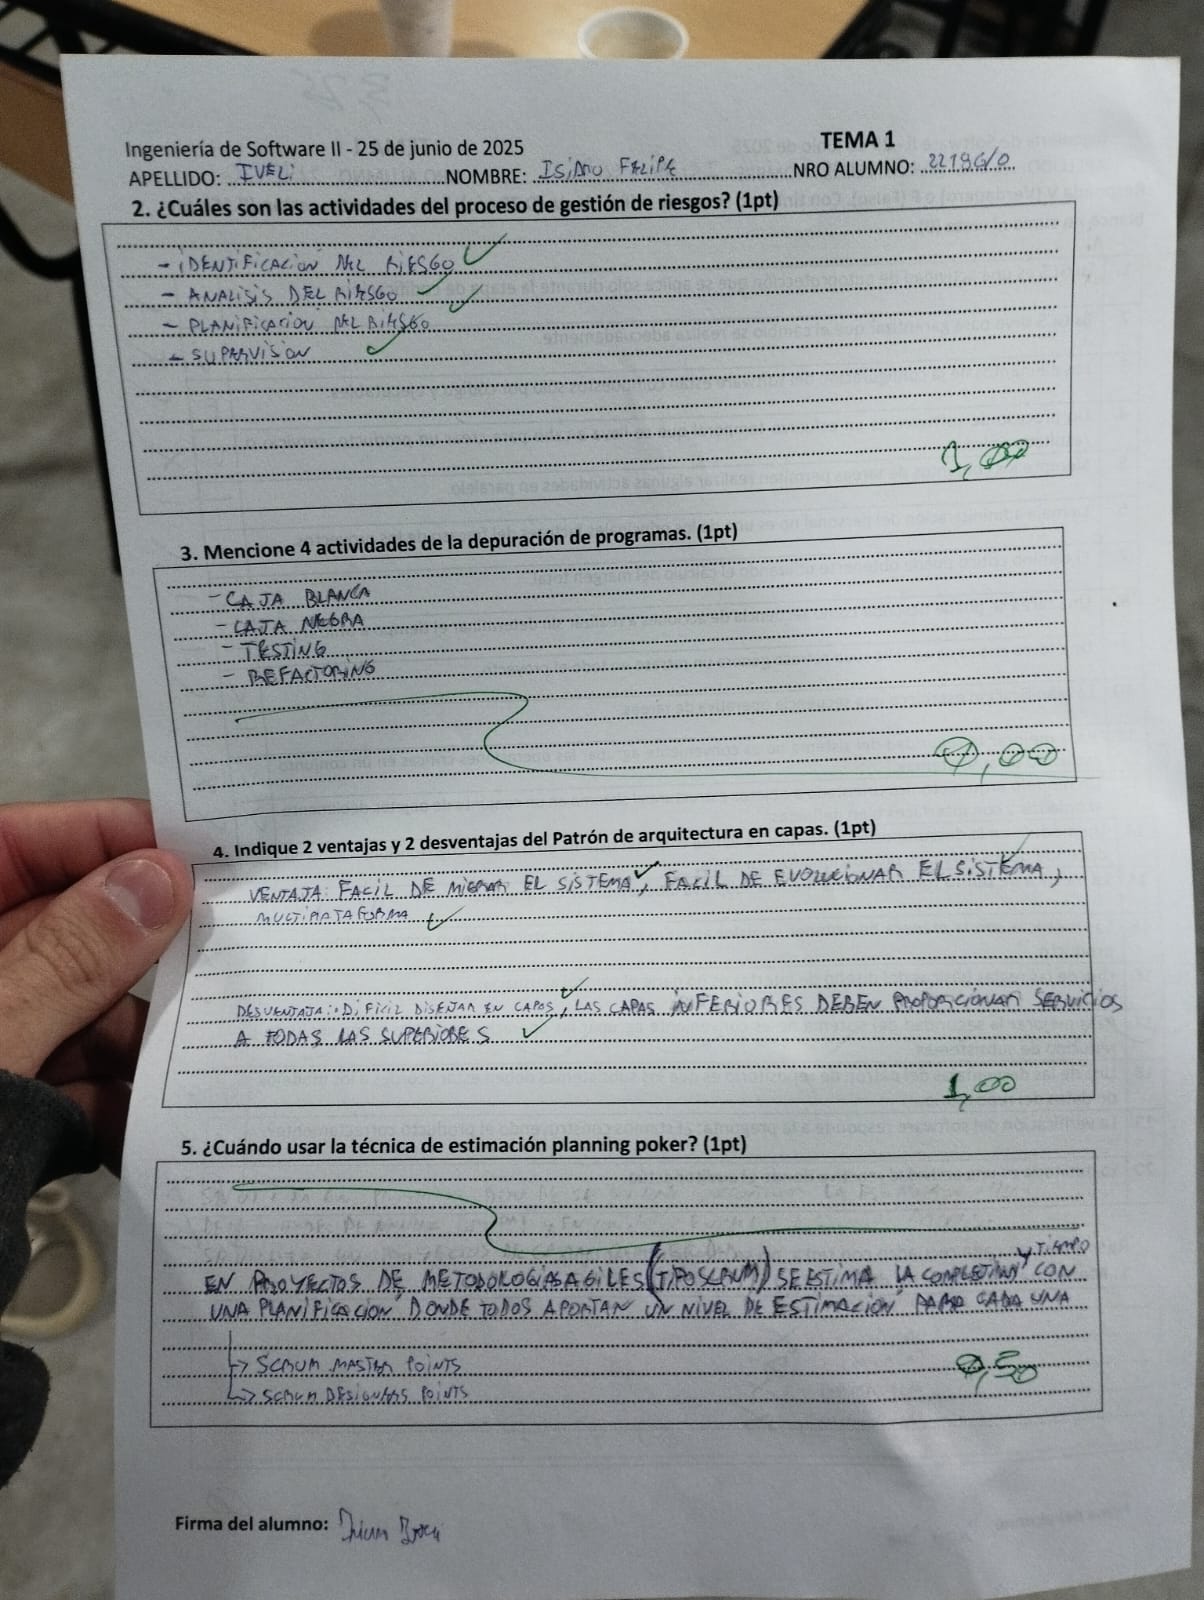 Ingeniería de Software II - 25 de junio de 2025
TEMA 1
APELLIDO: IVELi NOMBRE: ISiDRO FELIPE NRO ALUMNO: 22196/0
2. ¿Cuáles son las actividades del proceso de gestión de riesgos? (1pt)
- iDENTIFICACION DEL RIESGO
- ANALISIS DEL RIESGO
- PLANIFICACION DEL RIESGO
- SUPERVISION
1,00
3. Mencione 4 actividades de la depuración de programas. (1pt)
- CAJA BLANCA
- CAJA NEGRA
- TESTING
- REFACTORING
0,00
4. Indique 2 ventajas y 2 desventajas del Patrón de arquitectura en capas. (1pt)
VENTAJA: FACIL DE MIGRAR EL SISTEMA, FACIL DE EVOLUCIONAR EL SISTEMA,
MULTIPLATAFORMA
DESVENTAJA: DiFICIL DISEÑAR EN CAPAS, LAS CAPAS INFERIORES DEBEN PROPORCIONAR SERVICIOS
A TODAS LAS SUPERIORES
1,00
5. ¿Cuándo usar la técnica de estimación planning poker? (1pt)
Y TIEMPO
EN PROYECTOS DE METODOLOGIAS AGILES (TIPO SCRUM) SE ESTIMA LA CON
UNA PLANIFICACION, DONDE TODOS APORTAN UN NIVEL DE ESTIMACION PARA CADA UNA
→ SCRUM MASTER POINTS
→ SCRUM POINTS
0,50
Firma del alumno: